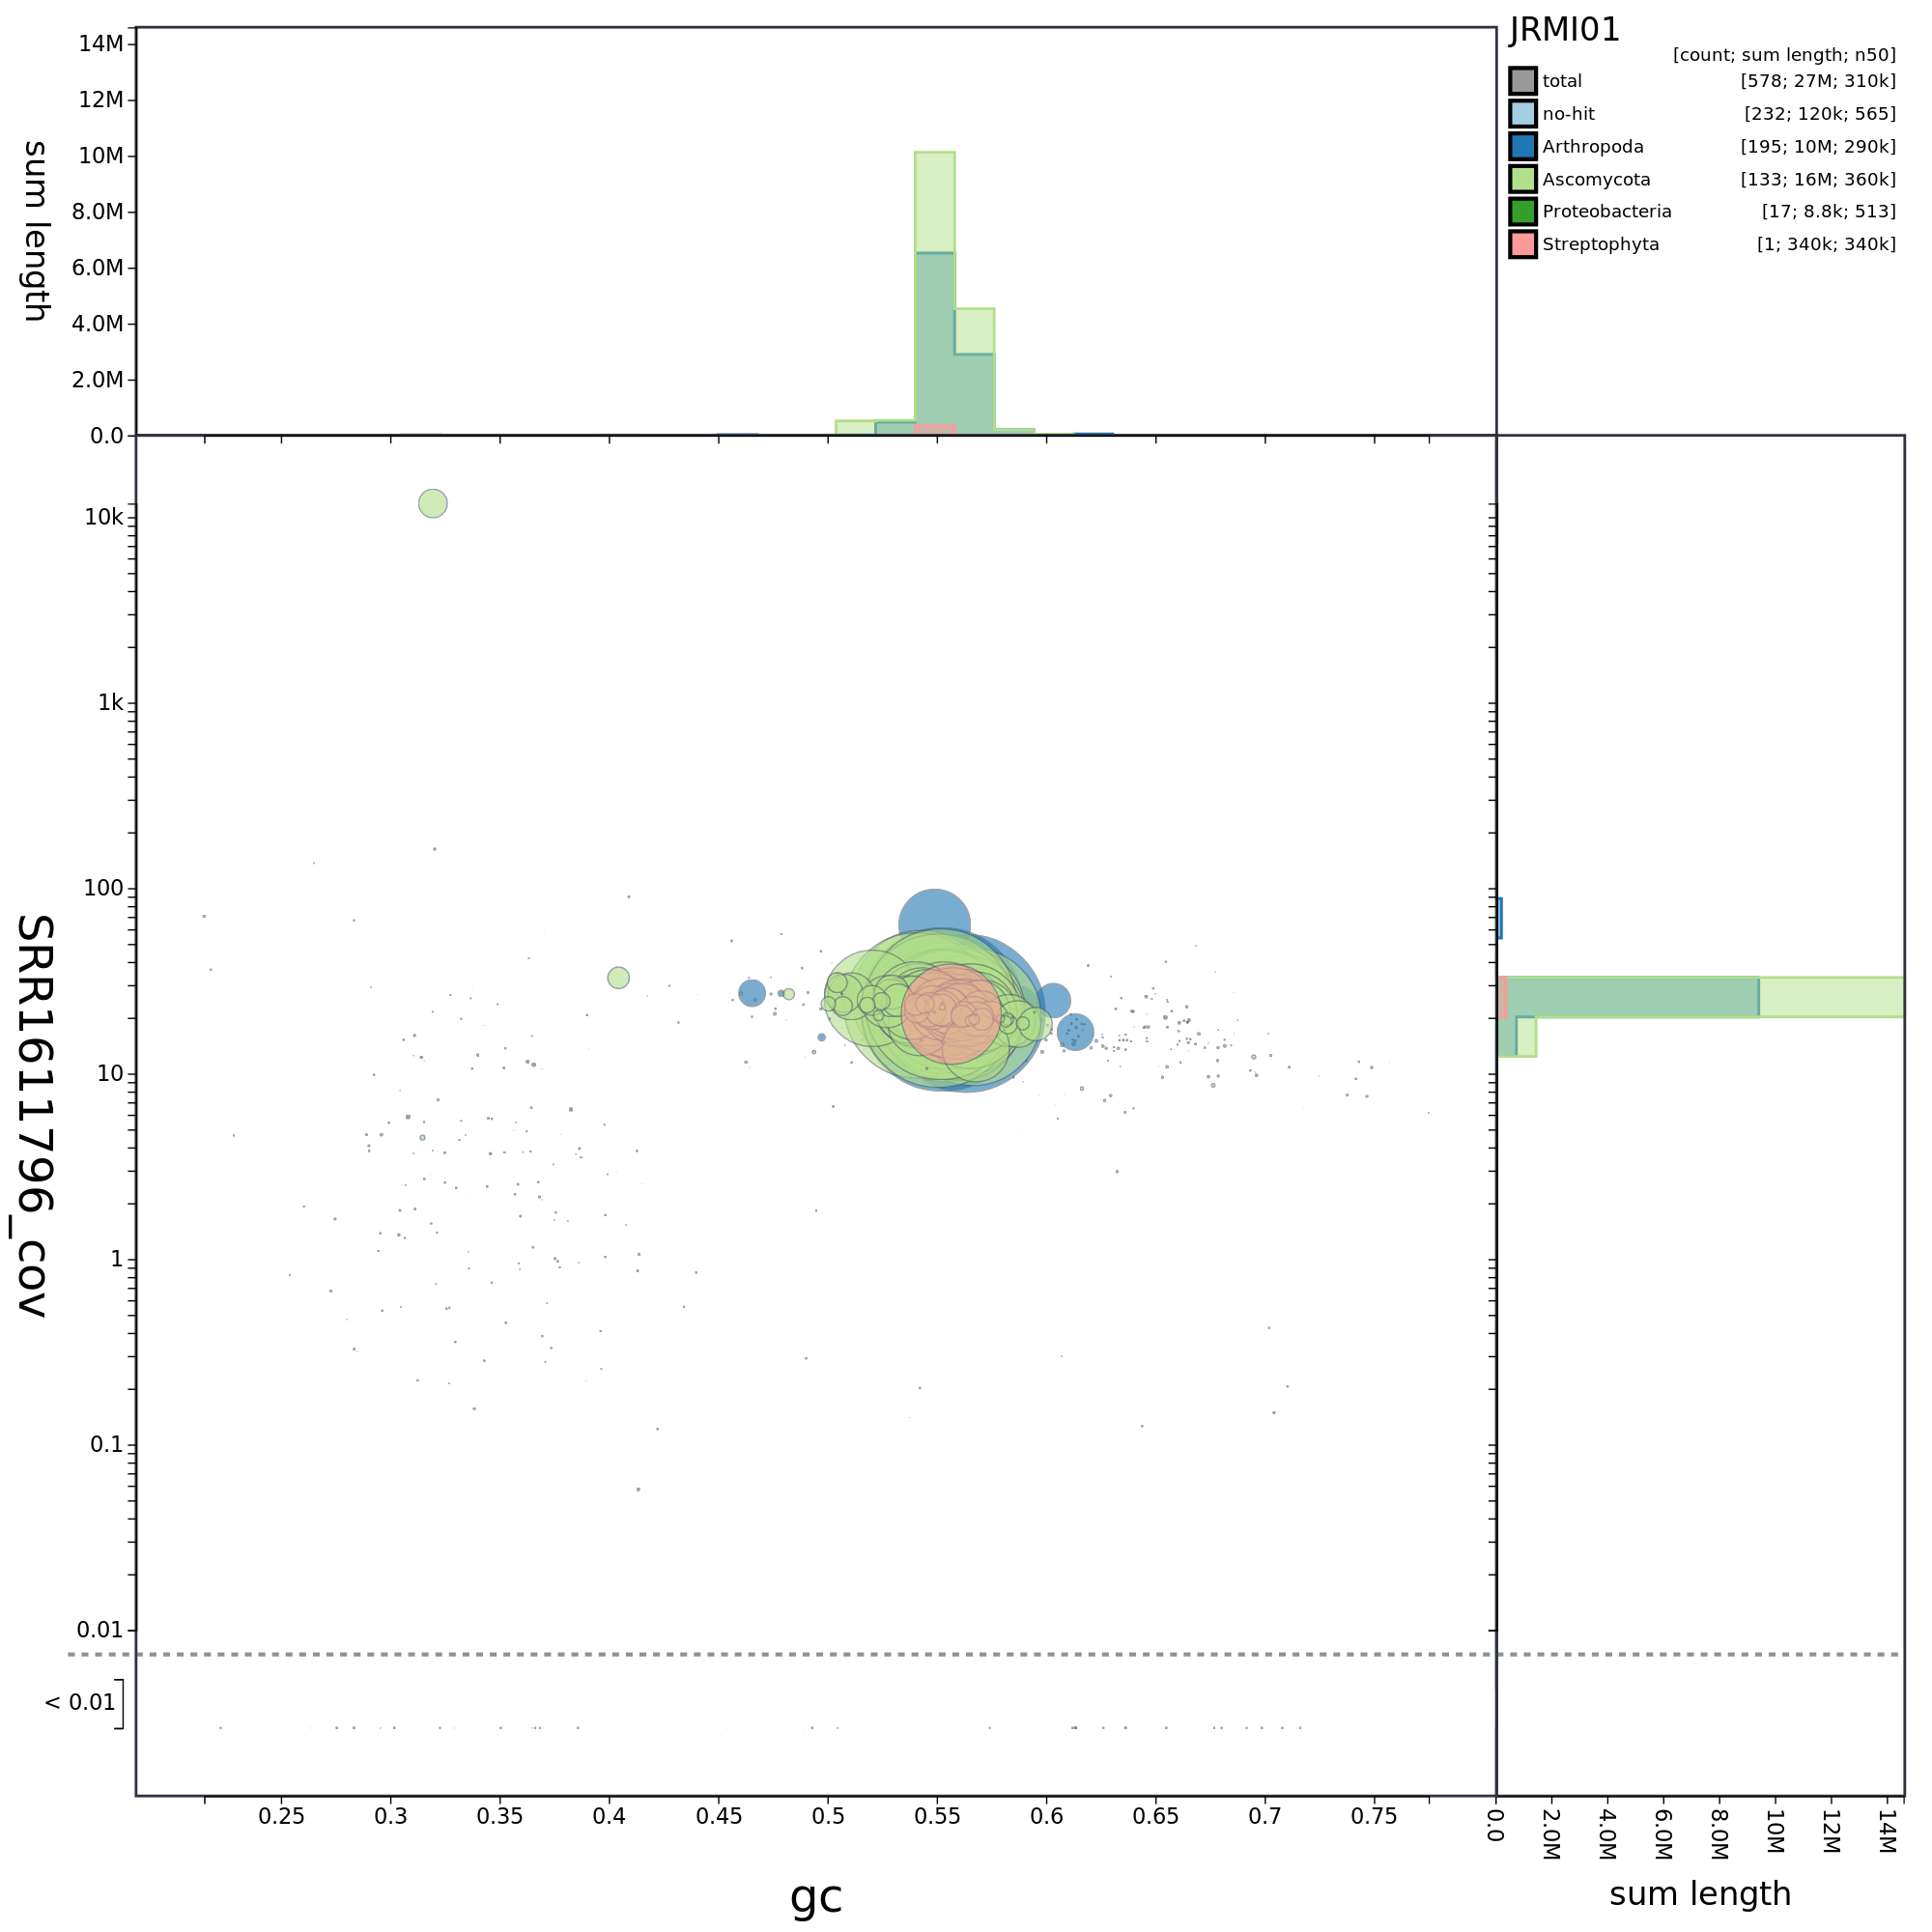 JRMI01
[count; sum length; n50]
total [578; 27M; 310k]
no-hit [232; 120k; 565]
Arthropoda [195; 10M; 290k]
Ascomycota [133; 16M; 360k]
Proteobacteria [17; 8.8k; 513]
Streptophyta [1; 340k; 340k]
sum length
14M
12M
10M
8.0M
6.0M
4.0M
2.0M
0.0
SRR1611796_cov
10k
1k
100
10
1
0.1
0.01
< 0.01
0.25 0.3 0.35 0.4 0.45 0.5 0.55 0.6 0.65 0.7 0.75
gc
0.0 2.0M 4.0M 6.0M 8.0M 10M 12M 14M
sum length